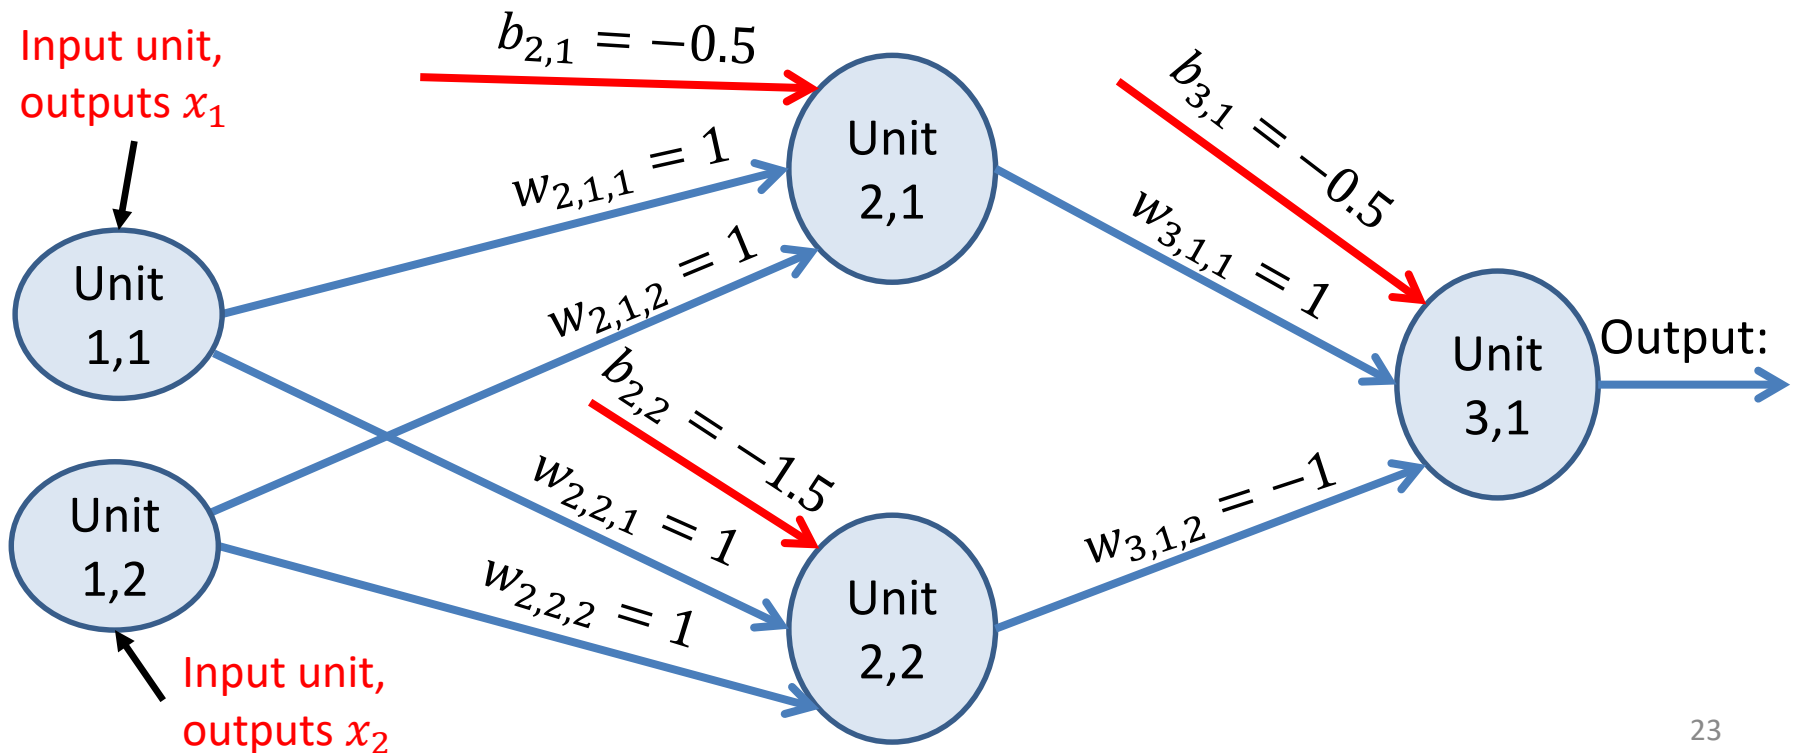 Input unit,
outputs x₁
b₂,₁ = −0.5
Unit
2,1
b₃,₁ = −0.5
w₂,₁,₁ = 1
w₃,₁,₁ = 1
Unit
1,1
w₂,₁,₂ = 1
Unit
3,1
Output:
b₂,₂ = −1.5
w₂,₂,₁ = 1
w₃,₁,₂ = −1
Unit
1,2
w₂,₂,₂ = 1
Unit
2,2
Input unit,
outputs x₂
23